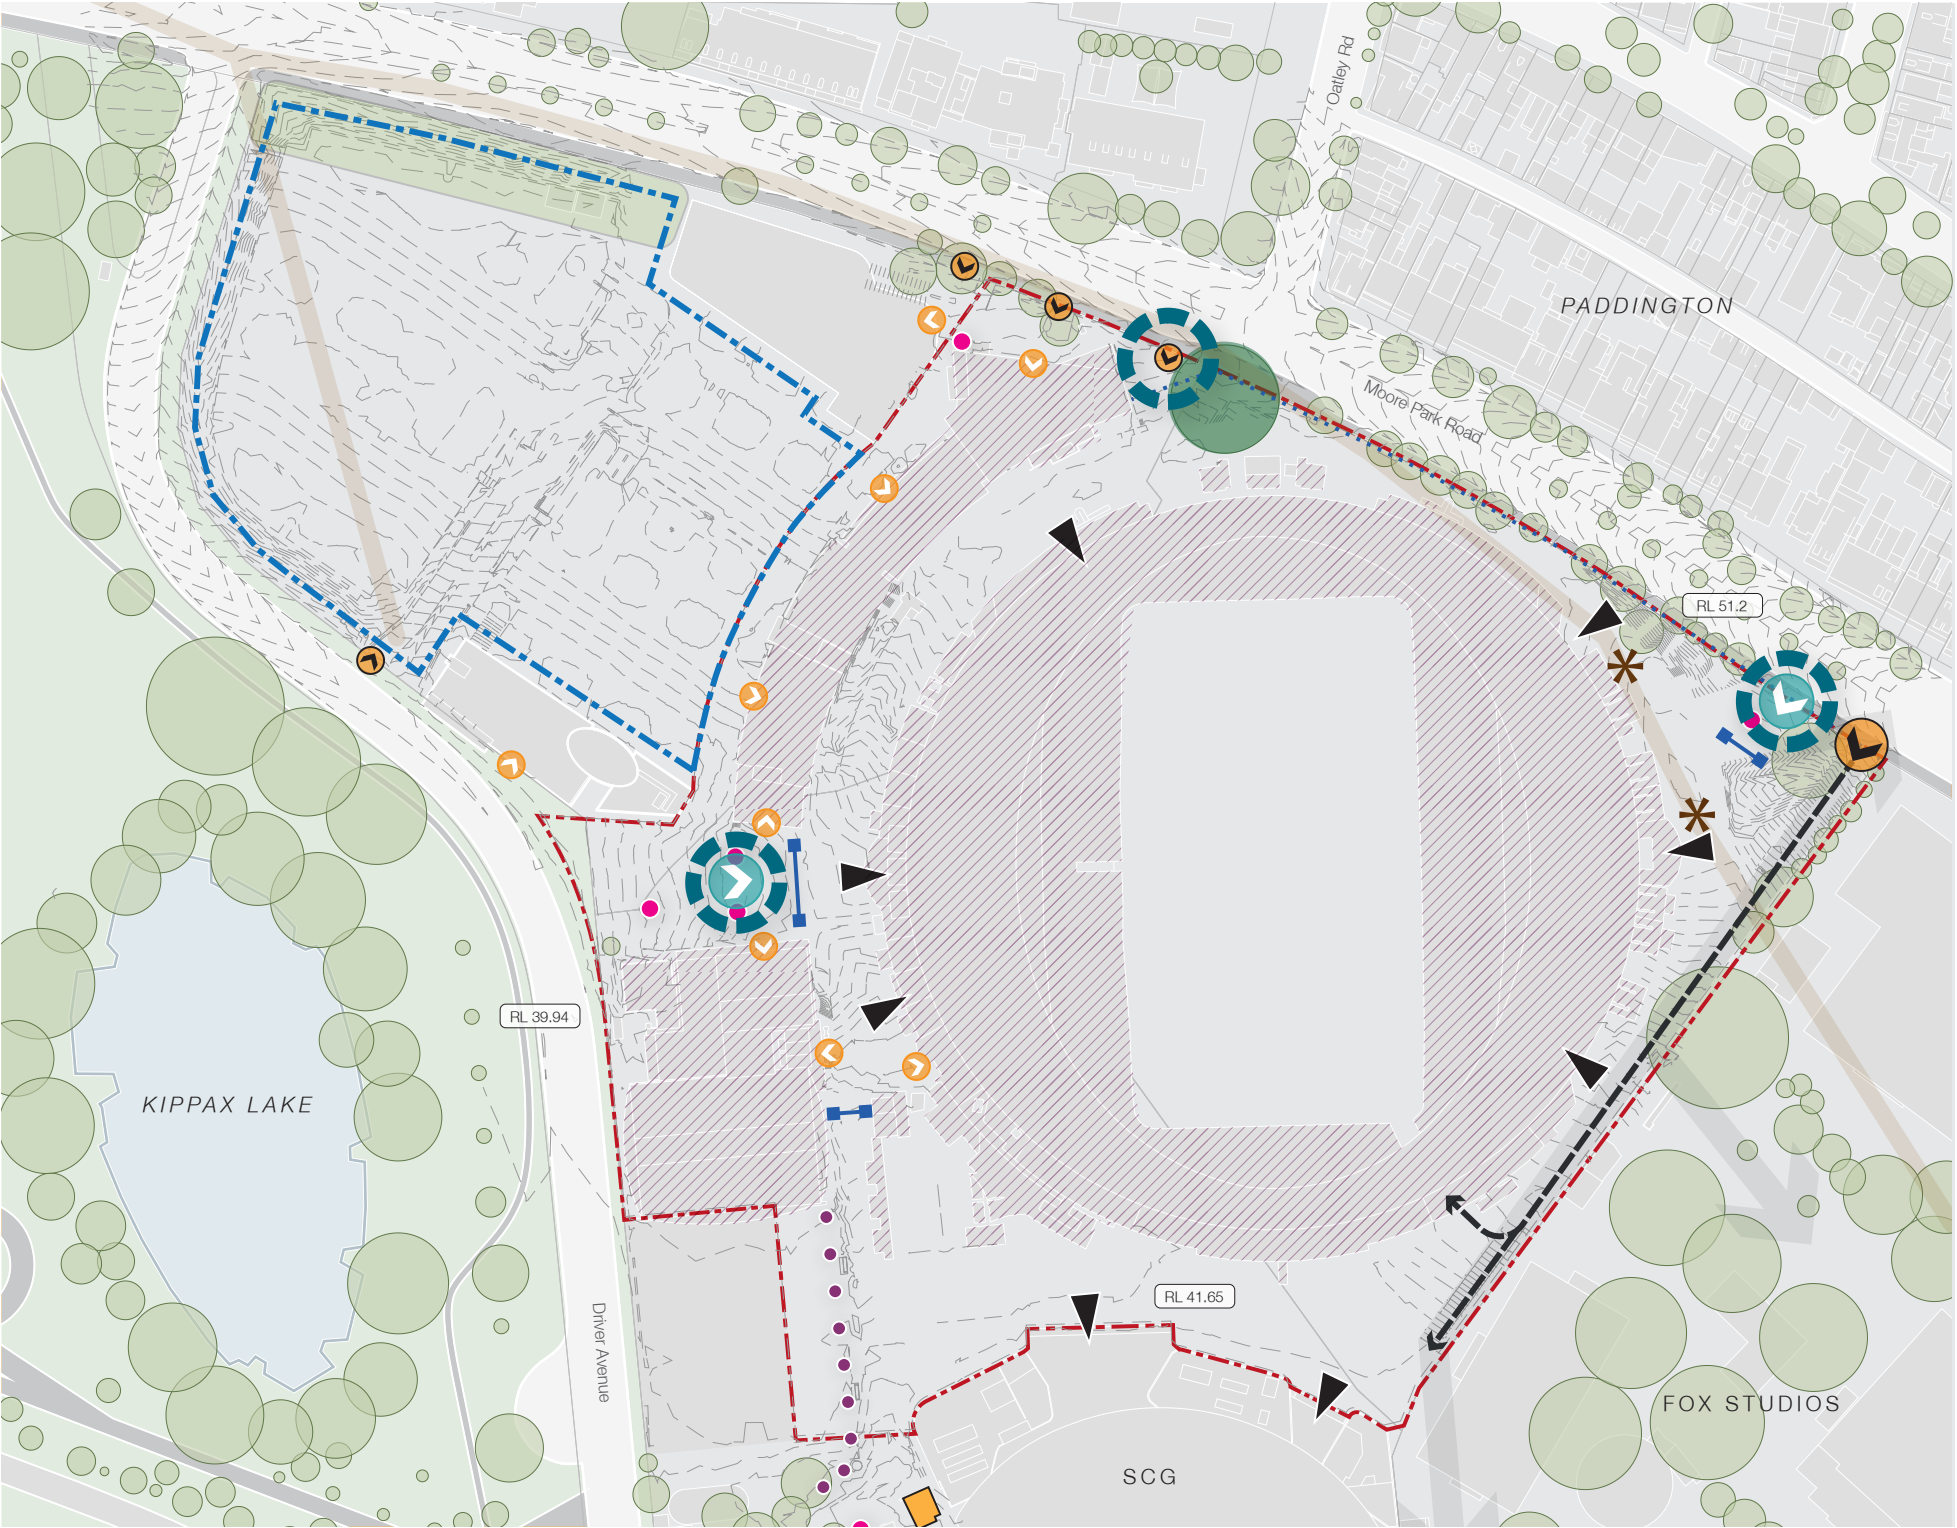 Oatley Rd
PADDINGTON
Moore Park Road
RL 51.2
RL 39.94
KIPPAX LAKE
RL 41.65
Driver Avenue
FOX STUDIOS
SCG